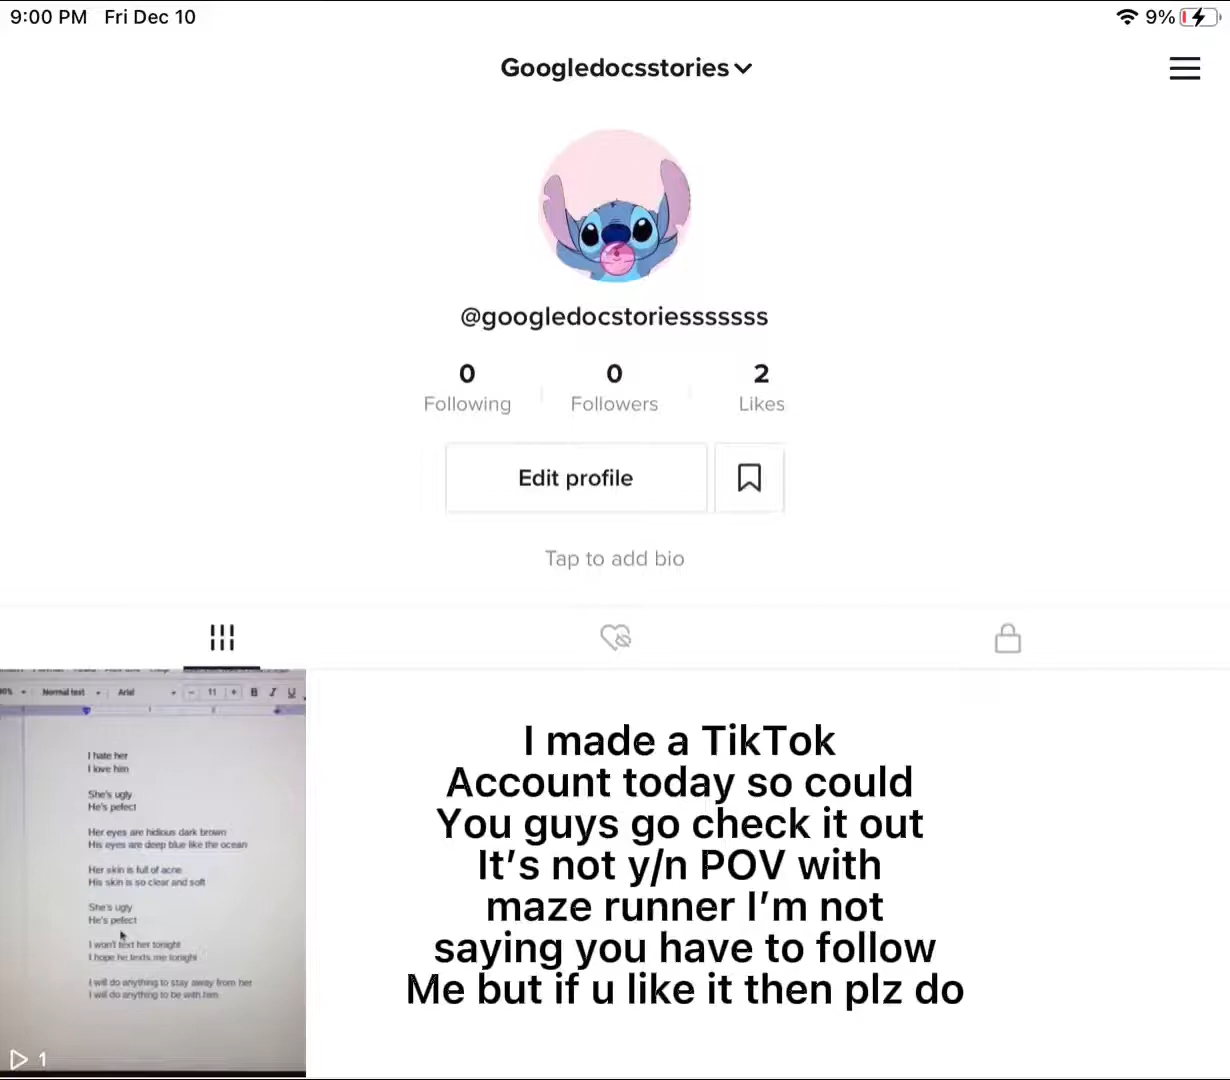 9:00 PM Fri Dec 10
9%
Googledocsstories
@googledocstoriesssssss
0 0 2
Following Followers Likes
Edit profile
Tap to add bio
Normal text Arial 11 B I U
I hate her
I love him
She's ugly
He's pefect
Her eyes are hidious dark brown
His eyes are deep blue like the ocean
Her skin is full of acne
His skin is so clear and soft
She's ugly
He's pefect
I won't text her tonight
I hope he texts me tonight
I will do anything to stay away from her
I will do anything to be with him
1
I made a TikTok
Account today so could
You guys go check it out
It's not y/n POV with
maze runner I'm not
saying you have to follow
Me but if u like it then plz do